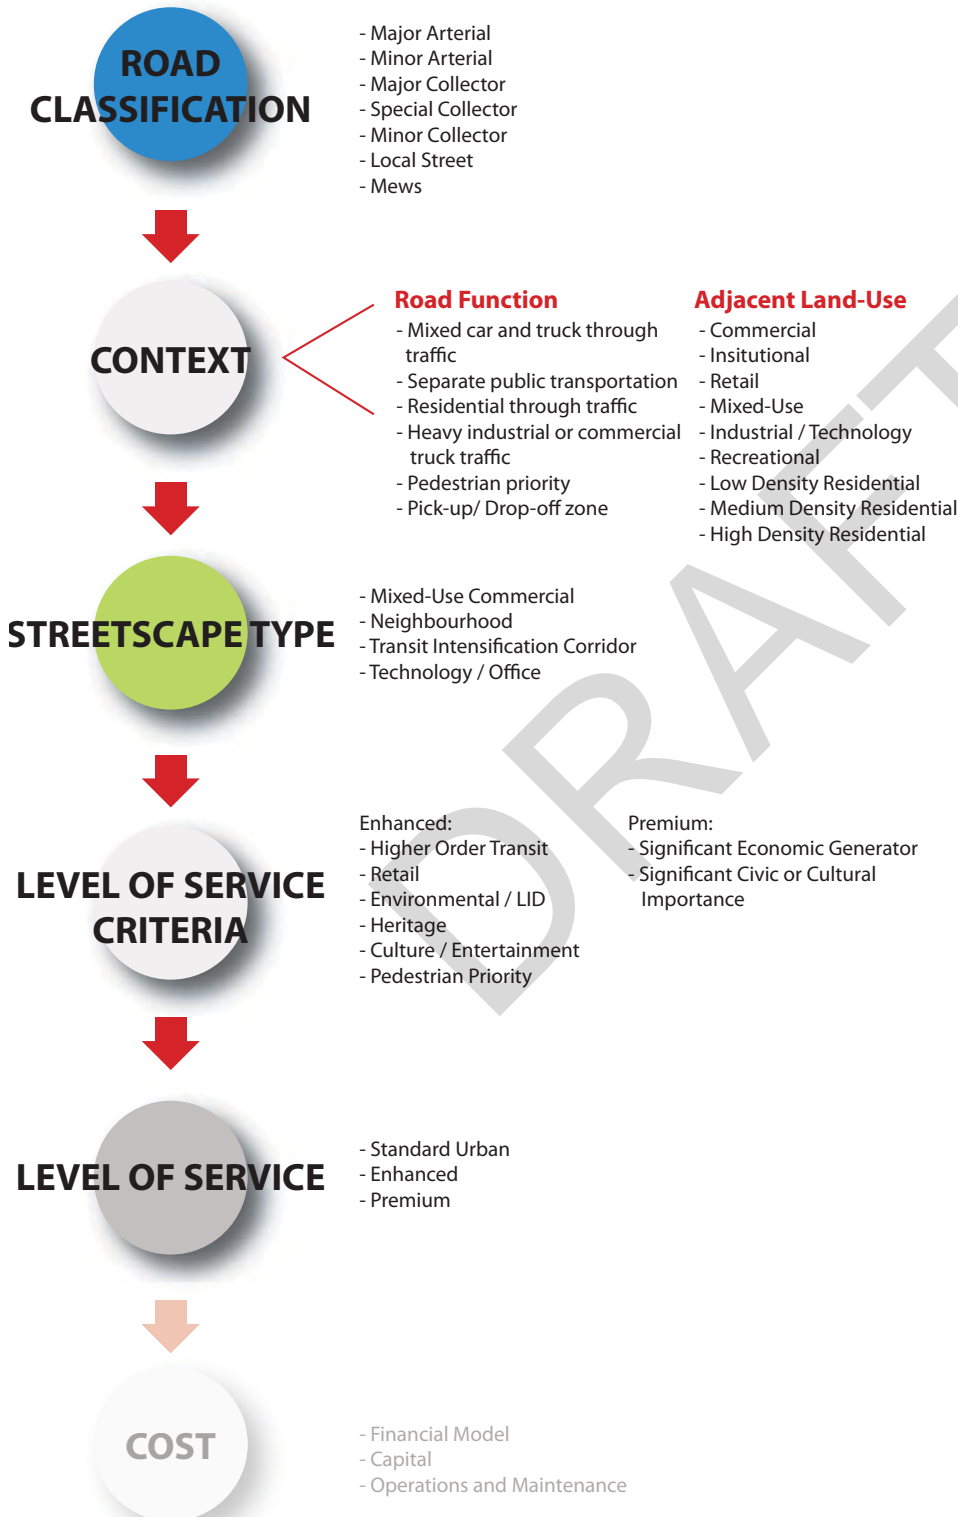 ROAD
CLASSIFICATION
- Major Arterial
- Minor Arterial
- Major Collector
- Special Collector
- Minor Collector
- Local Street
- Mews
CONTEXT
Road Function
- Mixed car and truck through
traffic
- Separate public transportation
- Residential through traffic
- Heavy industrial or commercial
truck traffic
- Pedestrian priority
- Pick-up/ Drop-off zone
Adjacent Land-Use
- Commercial
- Insitutional
- Retail
- Mixed-Use
- Industrial / Technology
- Recreational
- Low Density Residential
- Medium Density Residential
- High Density Residential
STREETSCAPE TYPE
- Mixed-Use Commercial
- Neighbourhood
- Transit Intensification Corridor
- Technology / Office
LEVEL OF SERVICE
CRITERIA
Enhanced:
- Higher Order Transit
- Retail
- Environmental / LID
- Heritage
- Culture / Entertainment
- Pedestrian Priority
Premium:
- Significant Economic Generator
- Significant Civic or Cultural
Importance
LEVEL OF SERVICE
- Standard Urban
- Enhanced
- Premium
COST
- Financial Model
- Capital
- Operations and Maintenance
DRAFT